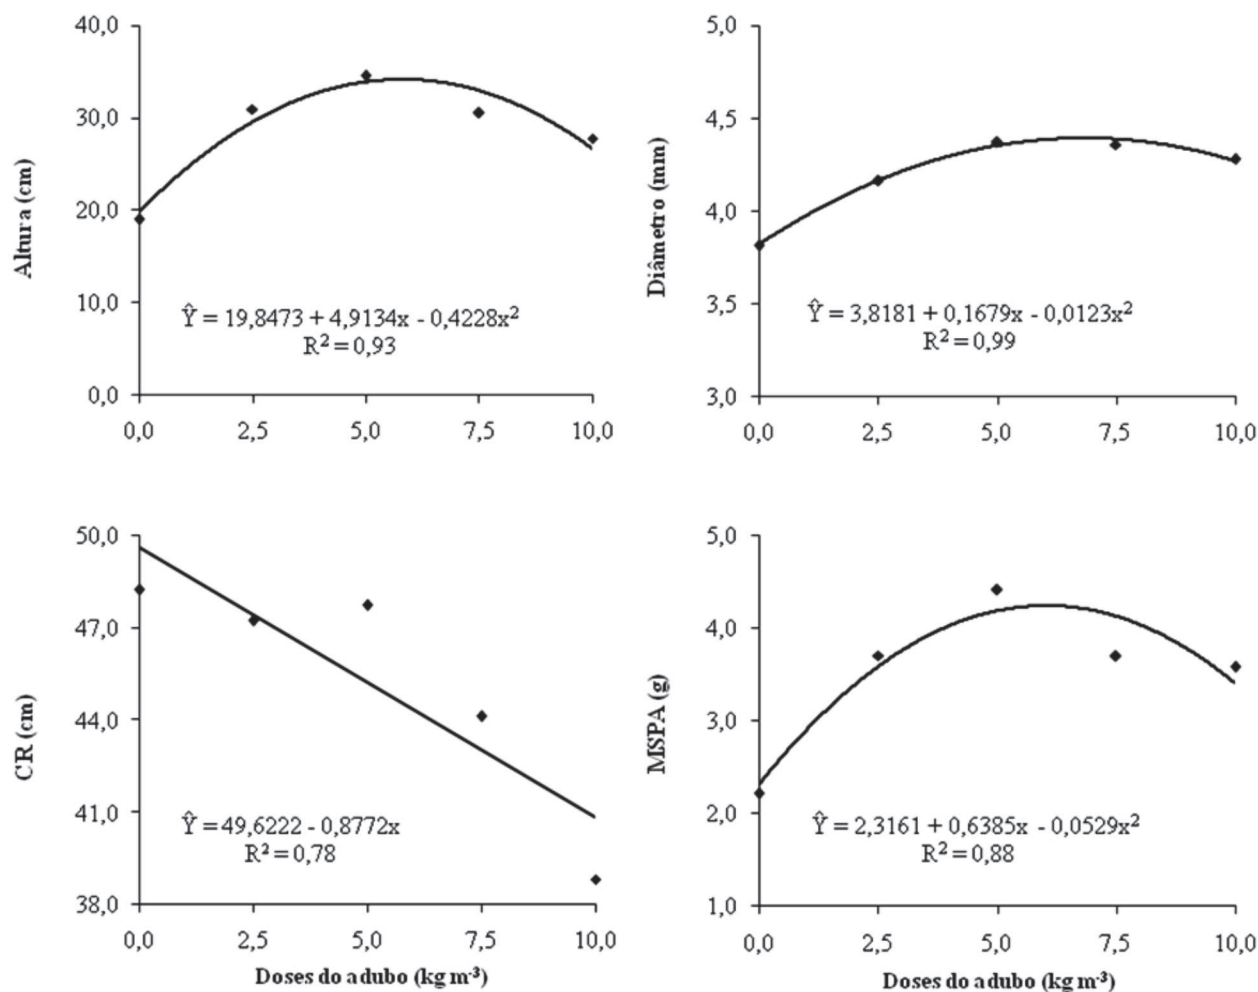 40,0
30,0
20,0
10,0
0,0
Altura (cm)
Ŷ = 19,8473 + 4,9134x - 0,4228x²
R² = 0,93
0,0 2,5 5,0 7,5 10,0
5,0
4,5
4,0
3,5
3,0
Diâmetro (mm)
Ŷ = 3,8181 + 0,1679x - 0,0123x²
R² = 0,99
0,0 2,5 5,0 7,5 10,0
50,0
47,0
44,0
41,0
38,0
CR (cm)
Ŷ = 49,6222 - 0,8772x
R² = 0,78
0,0 2,5 5,0 7,5 10,0
Doses do adubo (kg m⁻³)
5,0
4,0
3,0
2,0
1,0
MSPA (g)
Ŷ = 2,3161 + 0,6385x - 0,0529x²
R² = 0,88
0,0 2,5 5,0 7,5 10,0
Doses do adubo (kg m⁻³)